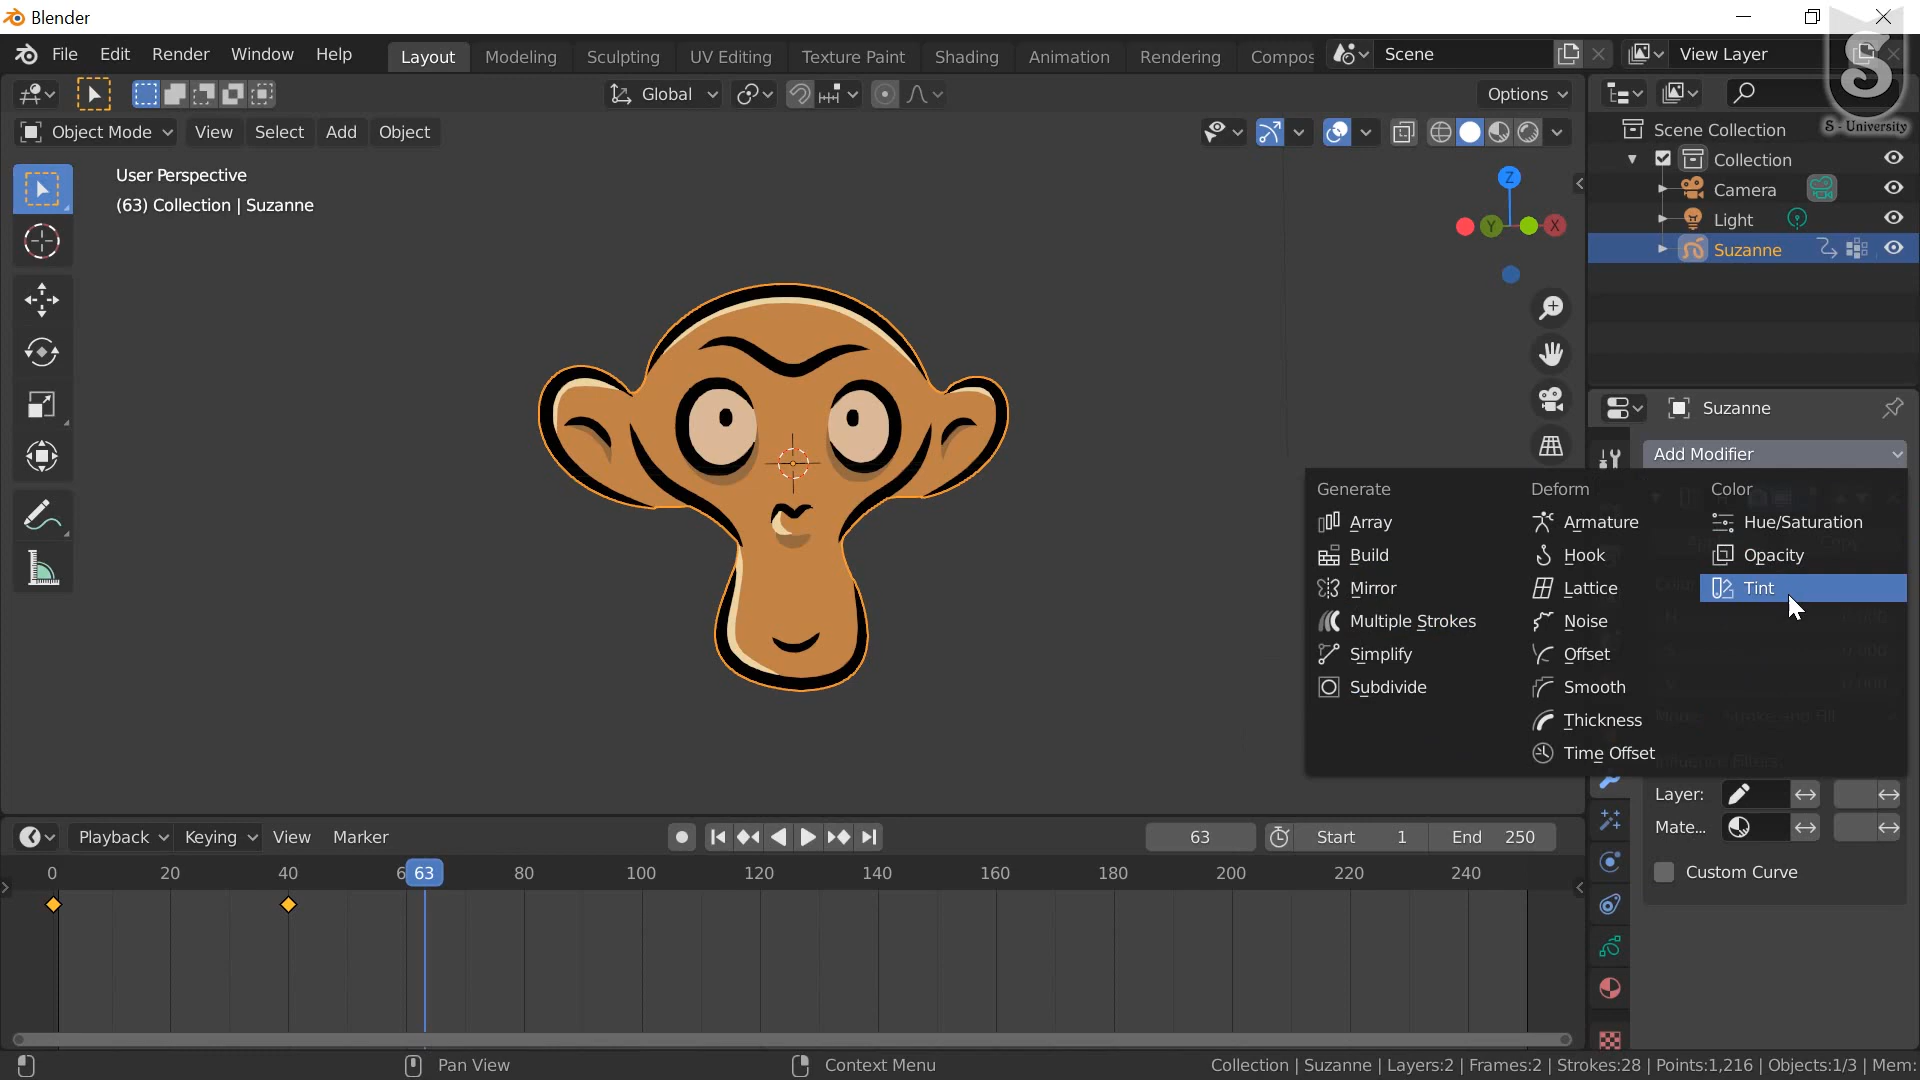 Blender
File Edit Render Window Help
Layout Modeling Sculpting UV Editing Texture Paint Shading Animation Rendering Compos
Scene
View Layer
Global
Options
S
S - University
Object Mode View Select Add Object
User Perspective
(63) Collection | Suzanne
Z
Y
X
Scene Collection
Collection
Camera
Light
Suzanne
Suzanne
Add Modifier
Generate
Array
Build
Mirror
Multiple Strokes
Simplify
Subdivide
Deform
Armature
Hook
Lattice
Noise
Offset
Smooth
Thickness
Time Offset
Color
Hue/Saturation
Opacity
Tint
Layer:
Mate...
Custom Curve
Playback Keying View Marker
63
Start 1
End 250
0 20 40 6 63 80 100 120 140 160 180 200 220 240
Pan View
Context Menu
Collection | Suzanne | Layers:2 | Frames:2 | Strokes:28 | Points:1,216 | Objects:1/3 | Mem: